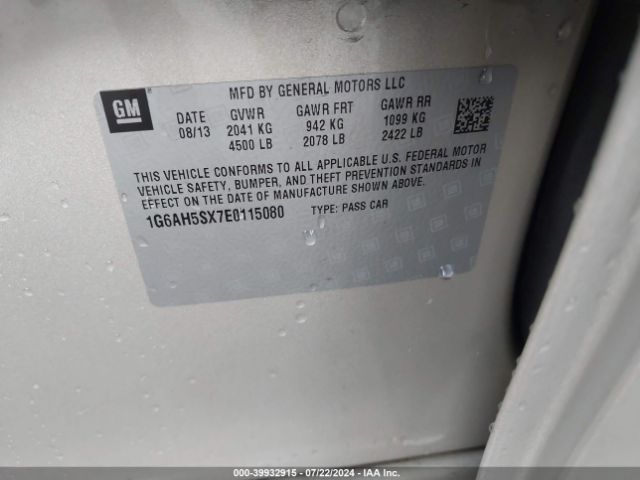 GM
MFD BY GENERAL MOTORS LLC
DATE GVWR GAWR FRT GAWR RR
08/13 2041 KG 942 KG 1099 KG
4500 LB 2078 LB 2422 LB
THIS VEHICLE CONFORMS TO ALL APPLICABLE U.S. FEDERAL MOTOR
VEHICLE SAFETY, BUMPER, AND THEFT PREVENTION STANDARDS IN
EFFECT ON THE DATE OF MANUFACTURE SHOWN ABOVE.
1G6AH5SX7E0115080 TYPE: PASS CAR
000-39932915 - 07/22/2024 - IAA Inc.